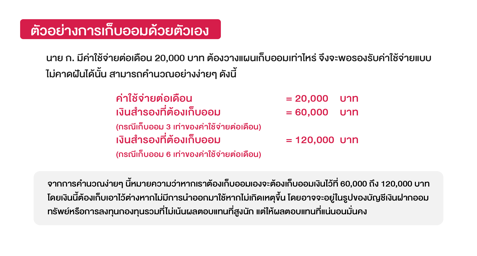 ตัวอย่างการเก็บออมด้วยตัวเอง
นาย ก. มีค่าใช้จ่ายต่อเดือน 20,000 บาท ต้องวางแผนเก็บออมเท่าไหร่ จึงจะพอรองรับค่าใช้จ่ายแบบ
ไม่คาดฝันได้นั้น สามารถคำนวณอย่างง่ายๆ ดังนี้
ค่าใช้จ่ายต่อเดือน = 20,000 บาท
เงินสำรองที่ต้องเก็บออม = 60,000 บาท
(กรณีเก็บออม 3 เท่าของค่าใช้จ่ายต่อเดือน)
เงินสำรองที่ต้องเก็บออม = 120,000 บาท
(กรณีเก็บออม 6 เท่าของค่าใช้จ่ายต่อเดือน)
จากการคำนวณง่ายๆ นี้หมายความว่าหากเราต้องเก็บออมเองจะต้องเก็บออมเงินไว้ที่ 60,000 ถึง 120,000 บาท
โดยเงินนี้ต้องเก็บเอาไว้ต่างหากไม่มีการนำออกมาใช้หากไม่เกิดเหตุขึ้น โดยอาจจะอยู่ในรูปของบัญชีเงินฝากออม
ทรัพย์หรือการลงทุนกองทุนรวมที่ไม่เน้นผลตอบแทนที่สูงนัก แต่ให้ผลตอบแทนที่แน่นอนมั่นคง